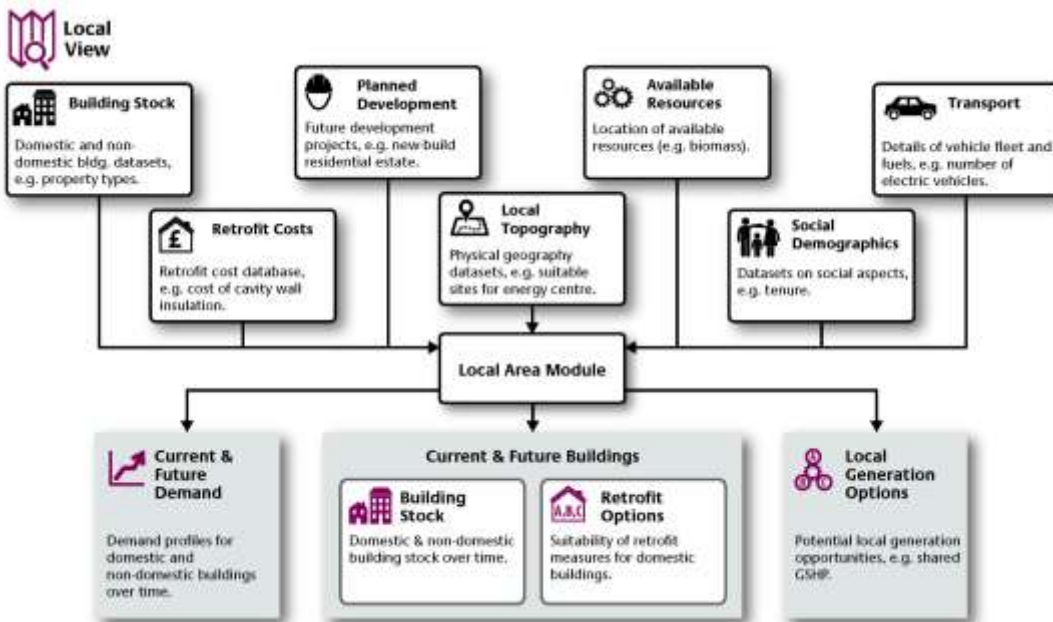 Local
View
Building Stock
Domestic and non-
domestic bldg. datasets,
e.g. property types.
Planned
Development
Future development
projects, e.g. new-build
residential estate.
Available
Resources
Location of available
resources (e.g. biomass).
Transport
Details of vehicle fleet and
fuels, e.g. number of
electric vehicles.
£
Retrofit Costs
Retrofit cost database,
e.g. cost of cavity wall
insulation.
Local
Topography
Physical geography
datasets, e.g. suitable
sites for energy centre.
Social
Demographics
Datasets on social aspects,
e.g. tenure.
Local Area Module
Current &
Future
Demand
Demand profiles for
domestic and
non-domestic buildings
over time.
Current & Future Buildings
Building
Stock
Domestic & non-domestic
building stock over time.
A,B,C
Retrofit
Options
Suitability of retrofit
measures for domestic
buildings.
Local
Generation
Options
Potential local generation
opportunities, e.g. shared
GSHP.